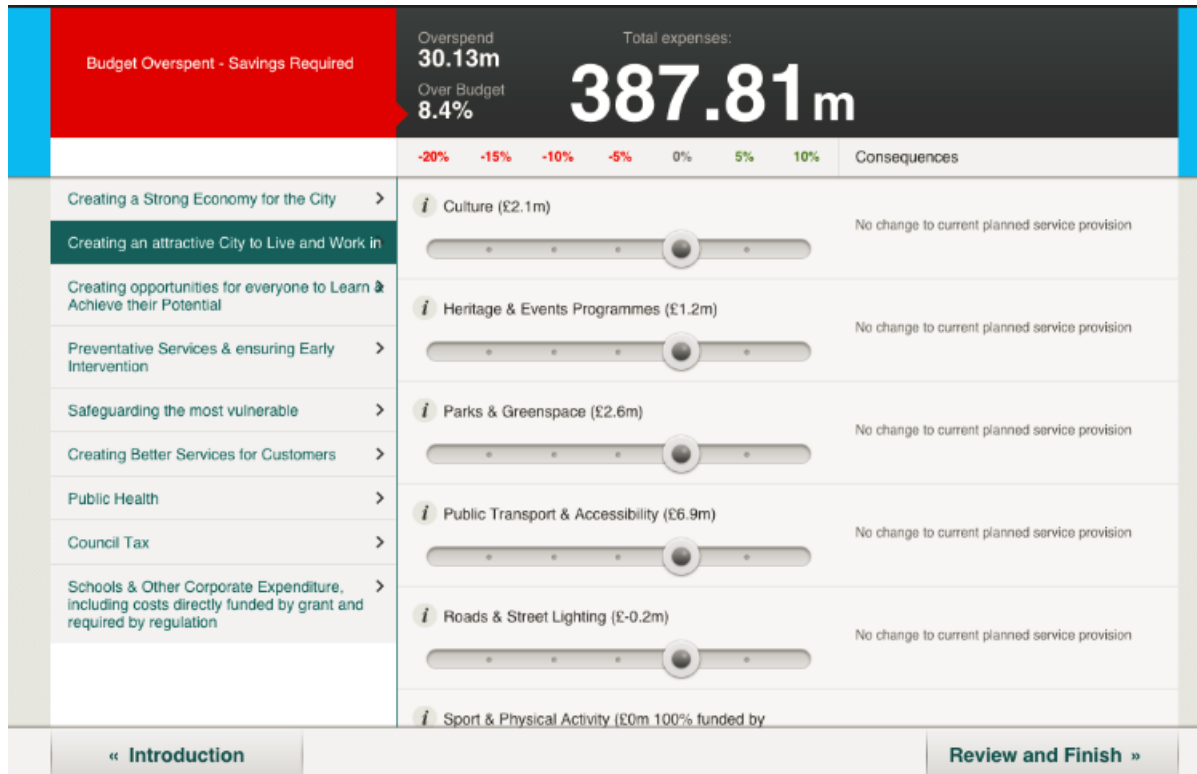 Budget Overspent - Savings Required
Overspend
30.13m
Over Budget
8.4%
Total expenses:
387.81m
-20% -15% -10% -5% 0% 5% 10% Consequences
Creating a Strong Economy for the City
Creating an attractive City to Live and Work in
Creating opportunities for everyone to Learn &
Achieve their Potential
Preventative Services & ensuring Early
Intervention
Safeguarding the most vulnerable
Creating Better Services for Customers
Public Health
Council Tax
Schools & Other Corporate Expenditure,
including costs directly funded by grant and
required by regulation
i Culture (£2.1m)
No change to current planned service provision
i Heritage & Events Programmes (£1.2m)
No change to current planned service provision
i Parks & Greenspace (£2.6m)
No change to current planned service provision
i Public Transport & Accessibility (£6.9m)
No change to current planned service provision
i Roads & Street Lighting (£-0.2m)
No change to current planned service provision
i Sport & Physical Activity (£0m 100% funded by
« Introduction
Review and Finish »